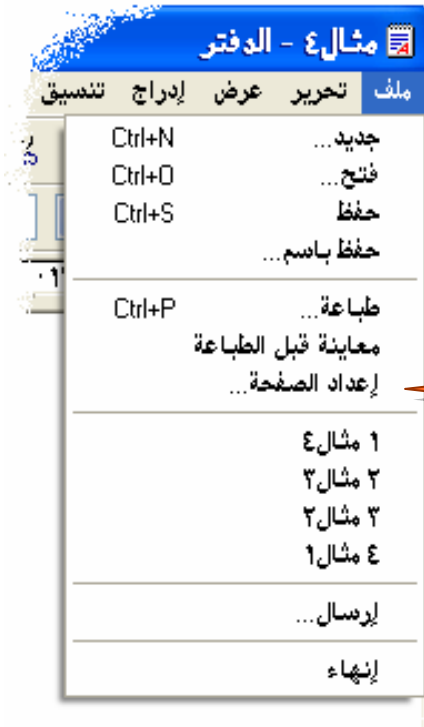 مثال٤ - الدفتر
ملف تحرير عرض إدراج تنسيق
جديد... Ctrl+N
فتح... Ctrl+O
حفظ Ctrl+S
حفظ باسم...
طباعة... Ctrl+P
معاينة قبل الطباعة
إعداد الصفحة...
١ مثال٤
٢ مثال٣
٣ مثال٢
٤ مثال١
إرسال...
إنهاء